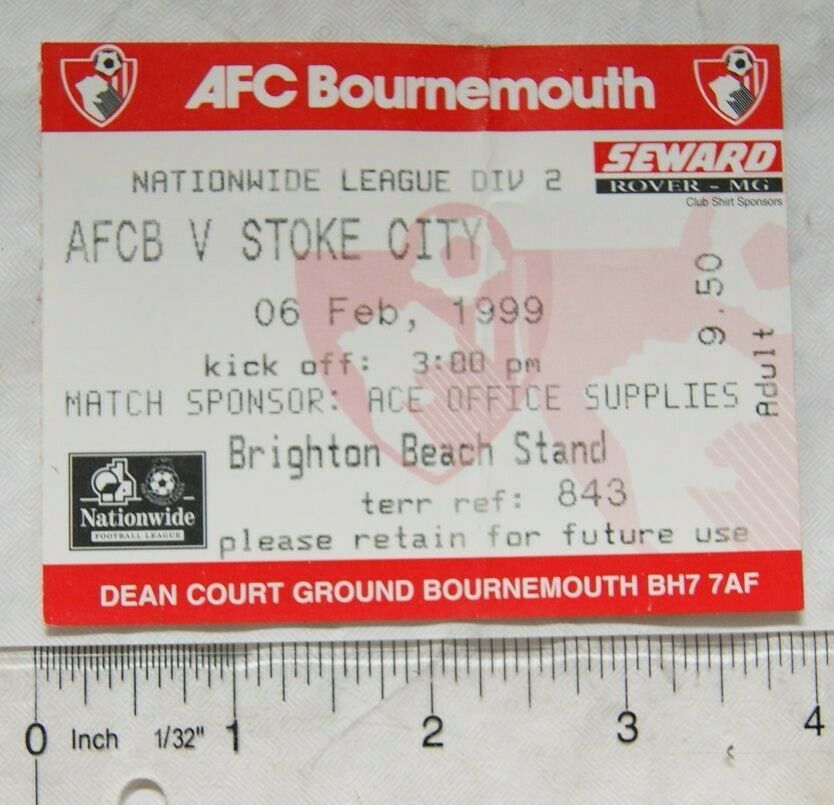 AFC Bournemouth
SEWARD
ROVER - MG
Club Shirt Sponsors
NATIONWIDE LEAGUE DIV 2
AFCB V STOKE CITY
06 Feb, 1999
kick off: 3:00 pm
MATCH SPONSOR: ACE OFFICE SUPPLIES
9.50
Adult
Brighton Beach Stand
terr ref: 843
please retain for future use
Nationwide
FOOTBALL LEAGUE
DEAN COURT GROUND BOURNEMOUTH BH7 7AF
0 Inch 1/32" 1 2 3 4